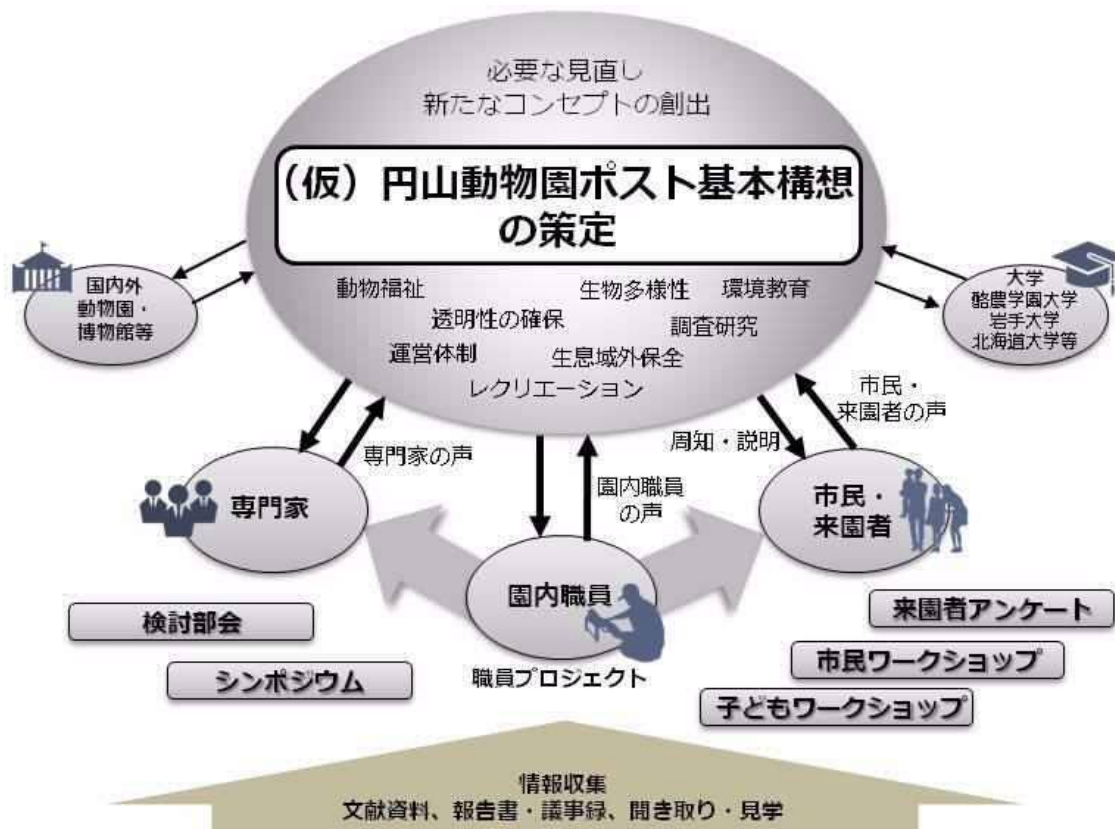 必要な見直し
新たなコンセプトの創出
（仮）円山動物園ポスト基本構想
の策定
国内外
動物園・
博物館等
動物福祉
生物多様性
環境教育
透明性の確保
調査研究
運営体制
生息域外保全
レクリエーション
大学
酪農学園大学
岩手大学
北海道大学等
専門家の声
周知・説明
市民・
来園者の声
園内職員
の声
専門家
市民・
来園者
園内職員
職員プロジェクト
検討部会
シンポジウム
来園者アンケート
市民ワークショップ
子どもワークショップ
情報収集
文献資料、報告書・議事録、聞き取り・見学